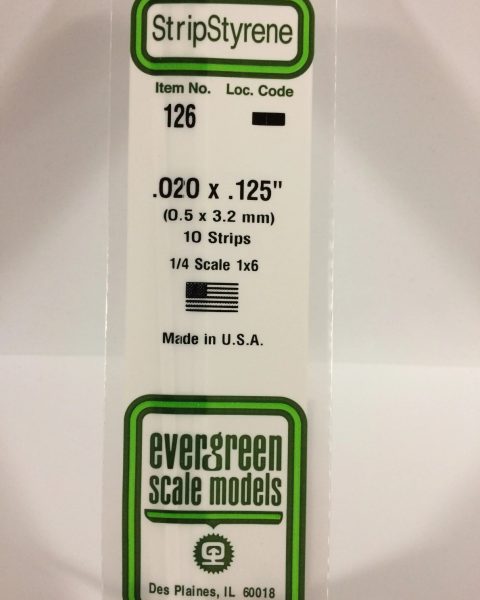 StripStyrene
Item No. Loc. Code
126
.020 x .125"
(0.5 x 3.2 mm)
10 Strips
1/4 Scale 1x6
Made in U.S.A.
evergreen
scale models
Des Plaines, IL 60018